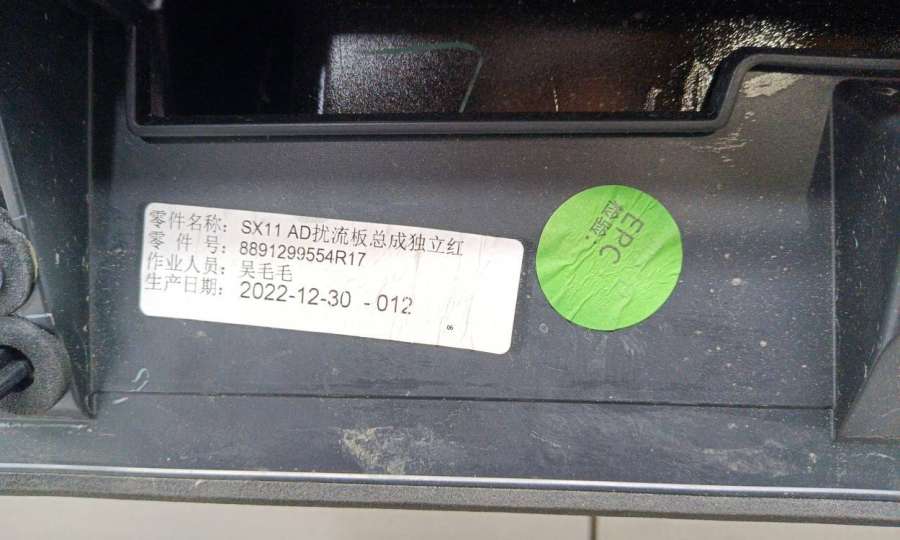 零件名称: SX11 AD扰流板总成独立红
零 件 号: 8891299554R17
作业人员: 吴毛毛
生产日期: 2022-12-30 -012
06
EPC